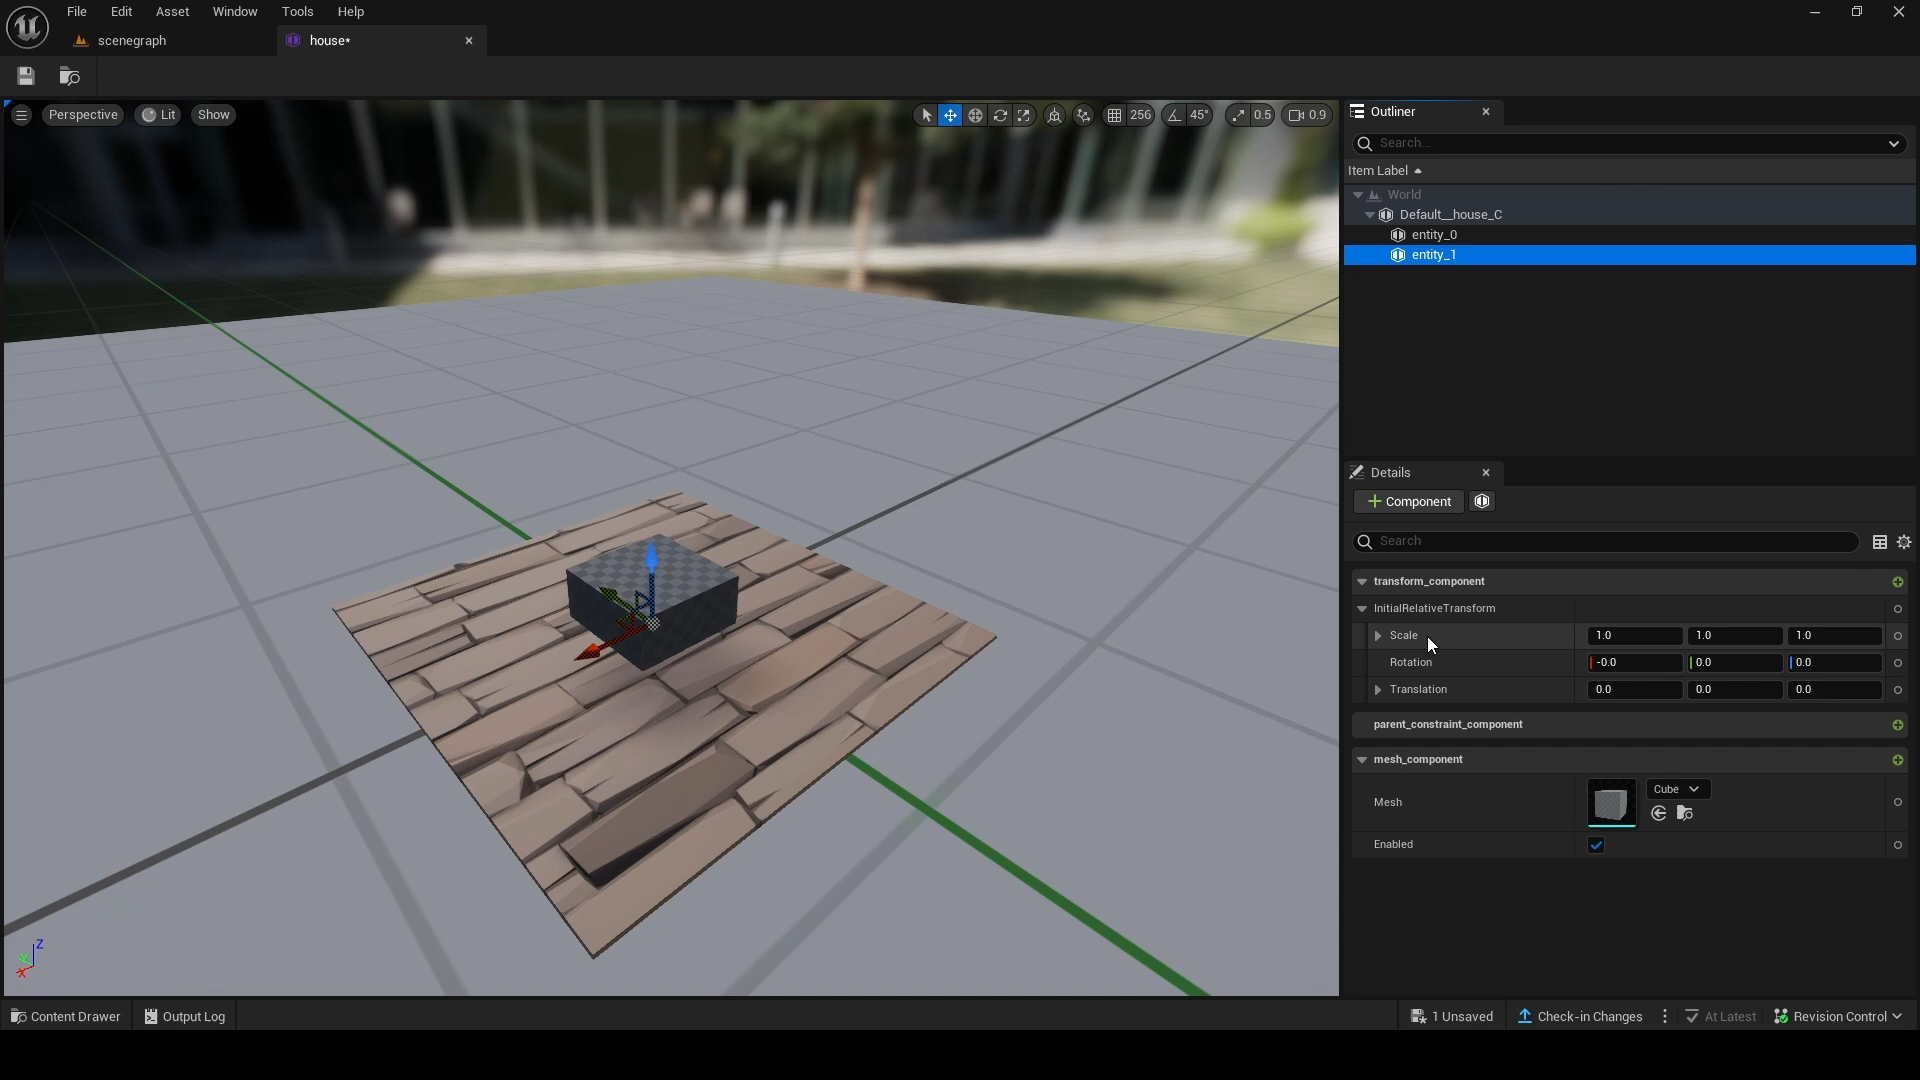 File Edit Asset Window Tools Help
scenegraph house*
Perspective Lit Show 256 45° 0.5 0.9
Outliner
Search...
Item Label
World
Default__house_C
entity_0
entity_1
Details
Component
Search
transform_component
InitialRelativeTransform
Scale 1.0 1.0 1.0
Rotation -0.0 0.0 0.0
Translation 0.0 0.0 0.0
parent_constraint_component
mesh_component
Mesh Cube
Enabled
Z
Y
X
Content Drawer Output Log 1 Unsaved Check-in Changes At Latest Revision Control